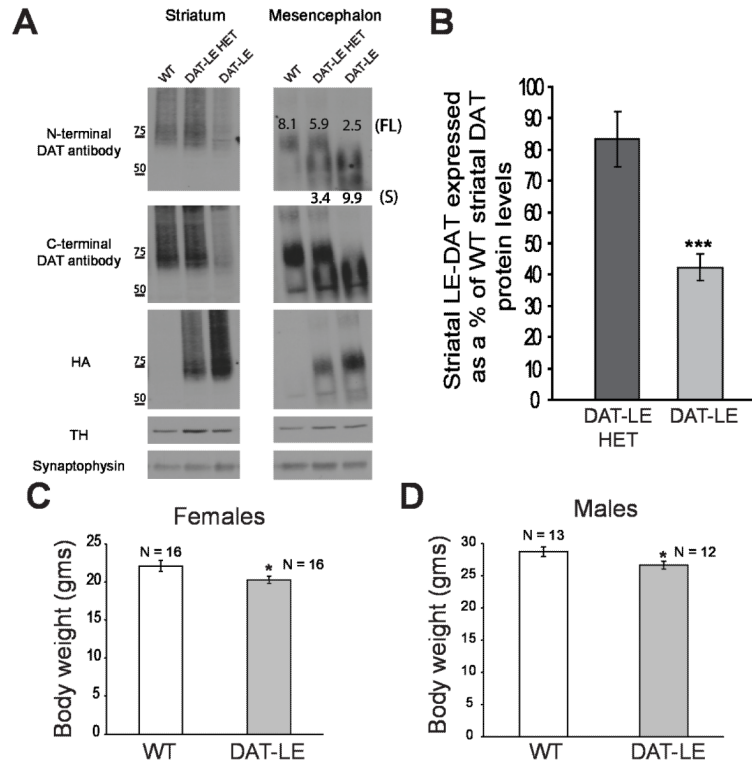 A
Striatum
Mesencephalon
WT
DAT-LE HET
DAT-LE
WT
DAT-LE HET
DAT-LE
N-terminal
DAT antibody
75
50
8.1 5.9 2.5 (FL)
3.4 9.9 (S)
C-terminal
DAT antibody
75
50
HA
75
50
TH
Synaptophysin
B
Striatal LE-DAT expressed
as a % of WT striatal DAT
protein levels
100
90
80
70
60
50
40
30
20
10
0
***
DAT-LE
HET
DAT-LE
C
Females
Body weight (gms)
25
20
15
10
5
0
N = 16
* N = 16
WT
DAT-LE
D
Males
Body weight (gms)
30
25
20
15
10
5
0
N = 13
* N = 12
WT
DAT-LE